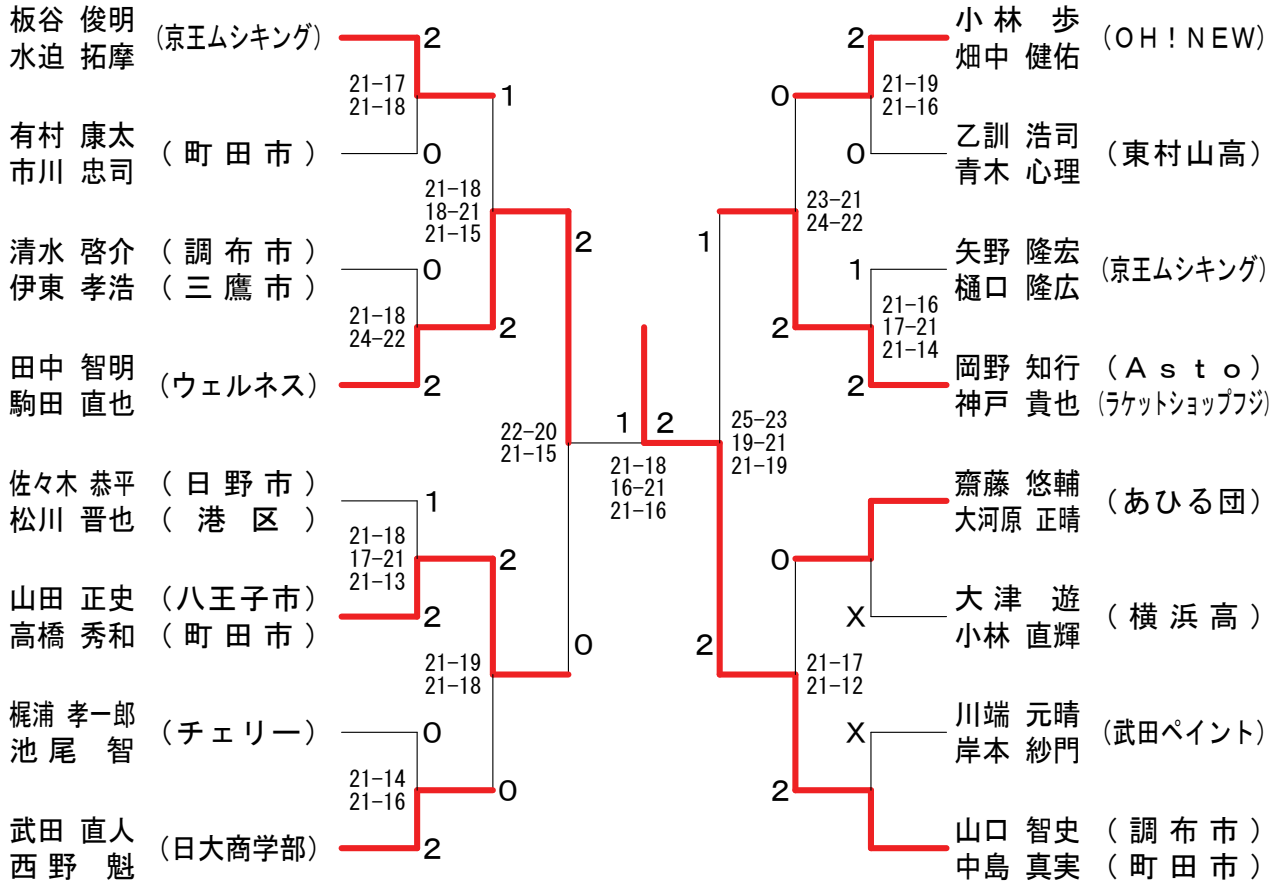 板谷 俊明 (京王ムシキング) 2
水迫 拓摩
21-17
21-18
1
有村 康太 (町田市) 0
市川 忠司
21-18
18-21
21-15
2
清水 啓介 (調布市) 0
伊東 孝浩 (三鷹市)
21-18
24-22
2
田中 智明 (ウェルネス) 2
駒田 直也
22-20
21-15
佐々木 恭平 (日野市) 1
松川 晋也 (港区)
21-18
17-21
21-13
2
山田 正史 (八王子市) 2
高橋 秀和 (町田市)
21-19
21-18
0
梶浦 孝一郎 (チェリー) 0
池尾 智
21-14
21-16
0
武田 直人 (日大商学部) 2
西野 魁
1 2
21-18
16-21
21-16
2 小林 歩 (OH!NEW)
畑中 健佑
0
21-19
21-16
0 乙訓 浩司 (東村山高)
青木 心理
1
23-21
24-22
1 矢野 隆宏 (京王ムシキング)
樋口 隆広
2
21-16
17-21
21-14
2 岡野 知行 (Asto)
神戸 貴也 (ラケットショップフジ)
25-23
19-21
21-19
齋藤 悠輔 (あひる団)
大河原 正晴
0
X 大津 遊 (横浜高)
小林 直輝
2
21-17
21-12
X 川端 元晴 (武田ペイント)
岸本 紗門
2
山口 智史 (調布市)
中島 真実 (町田市)